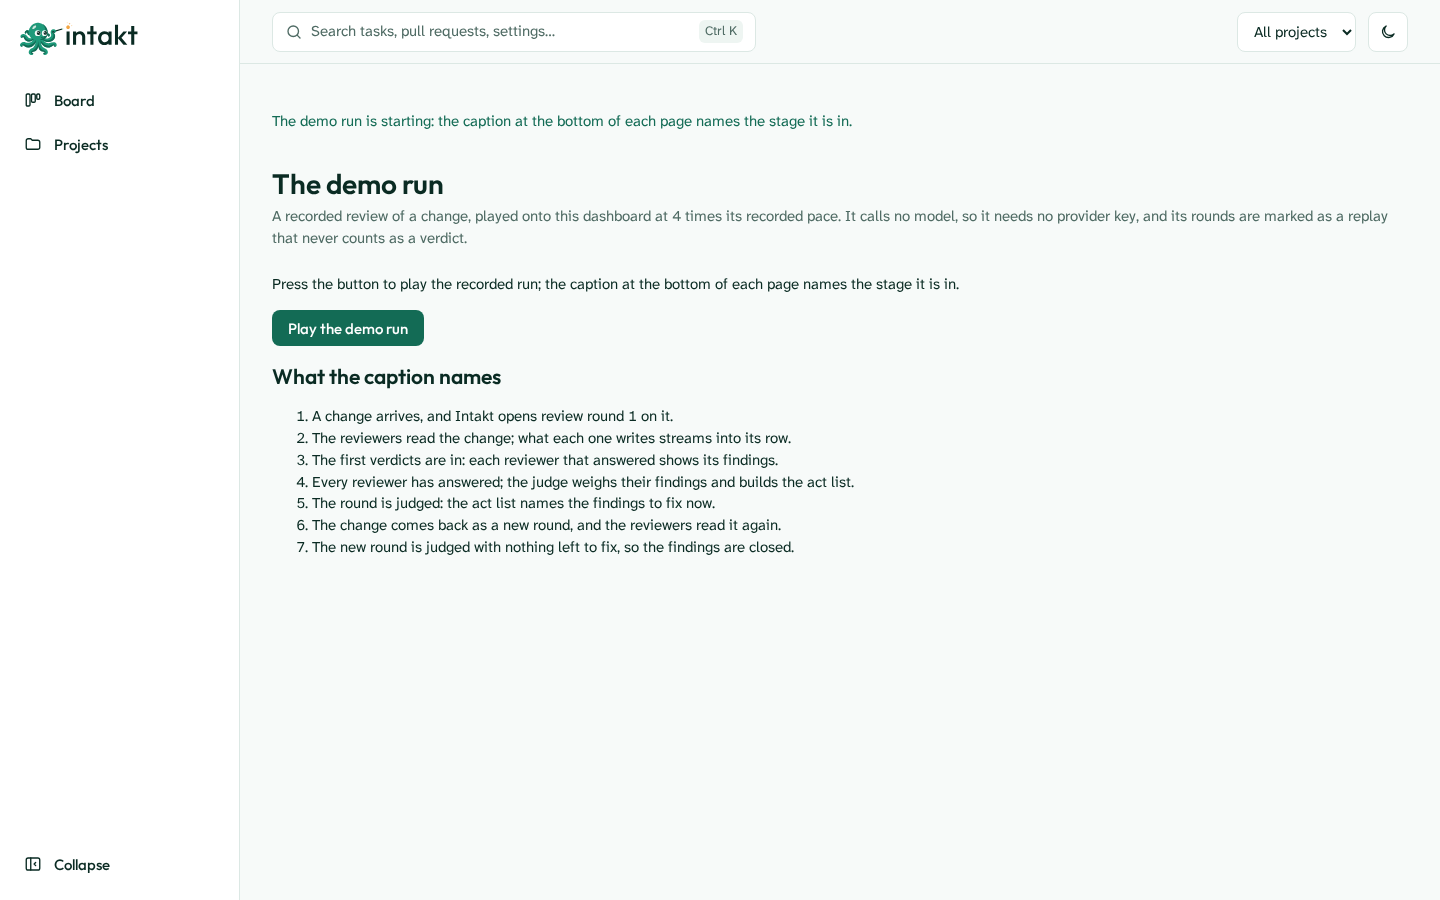 intakt
Search tasks, pull requests, settings...
Ctrl K
All projects
Board
Projects
The demo run is starting: the caption at the bottom of each page names the stage it is in.
The demo run
A recorded review of a change, played onto this dashboard at 4 times its recorded pace. It calls no model, so it needs no provider key, and its rounds are marked as a replay
that never counts as a verdict.
Press the button to play the recorded run; the caption at the bottom of each page names the stage it is in.
Play the demo run
What the caption names
1. A change arrives, and Intakt opens review round 1 on it.
2. The reviewers read the change; what each one writes streams into its row.
3. The first verdicts are in: each reviewer that answered shows its findings.
4. Every reviewer has answered; the judge weighs their findings and builds the act list.
5. The round is judged: the act list names the findings to fix now.
6. The change comes back as a new round, and the reviewers read it again.
7. The new round is judged with nothing left to fix, so the findings are closed.
Collapse